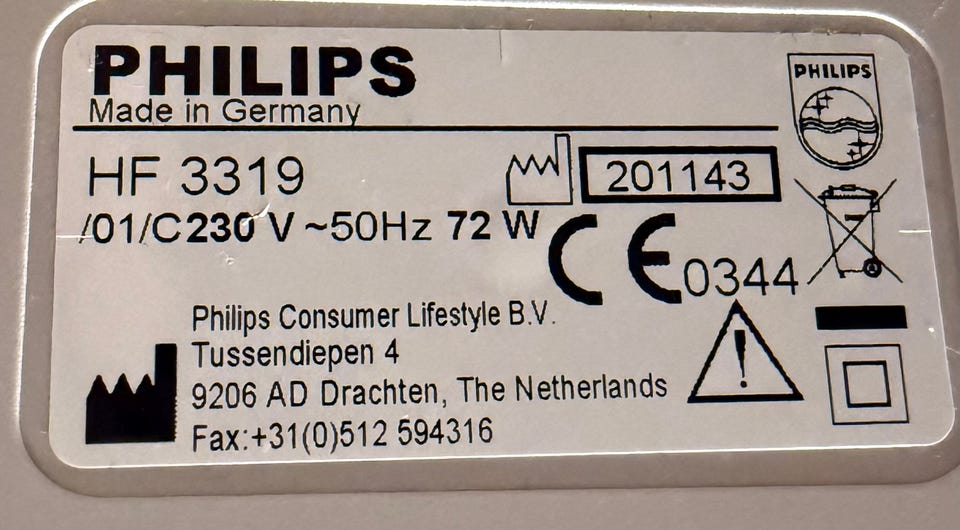 PHILIPS
Made in Germany
PHILIPS
HF 3319
201143
/01/C230 V ~50Hz 72 W
CE 0344
Philips Consumer Lifestyle B.V.
Tussendiepen 4
9206 AD Drachten, The Netherlands
Fax:+31(0)512 594316